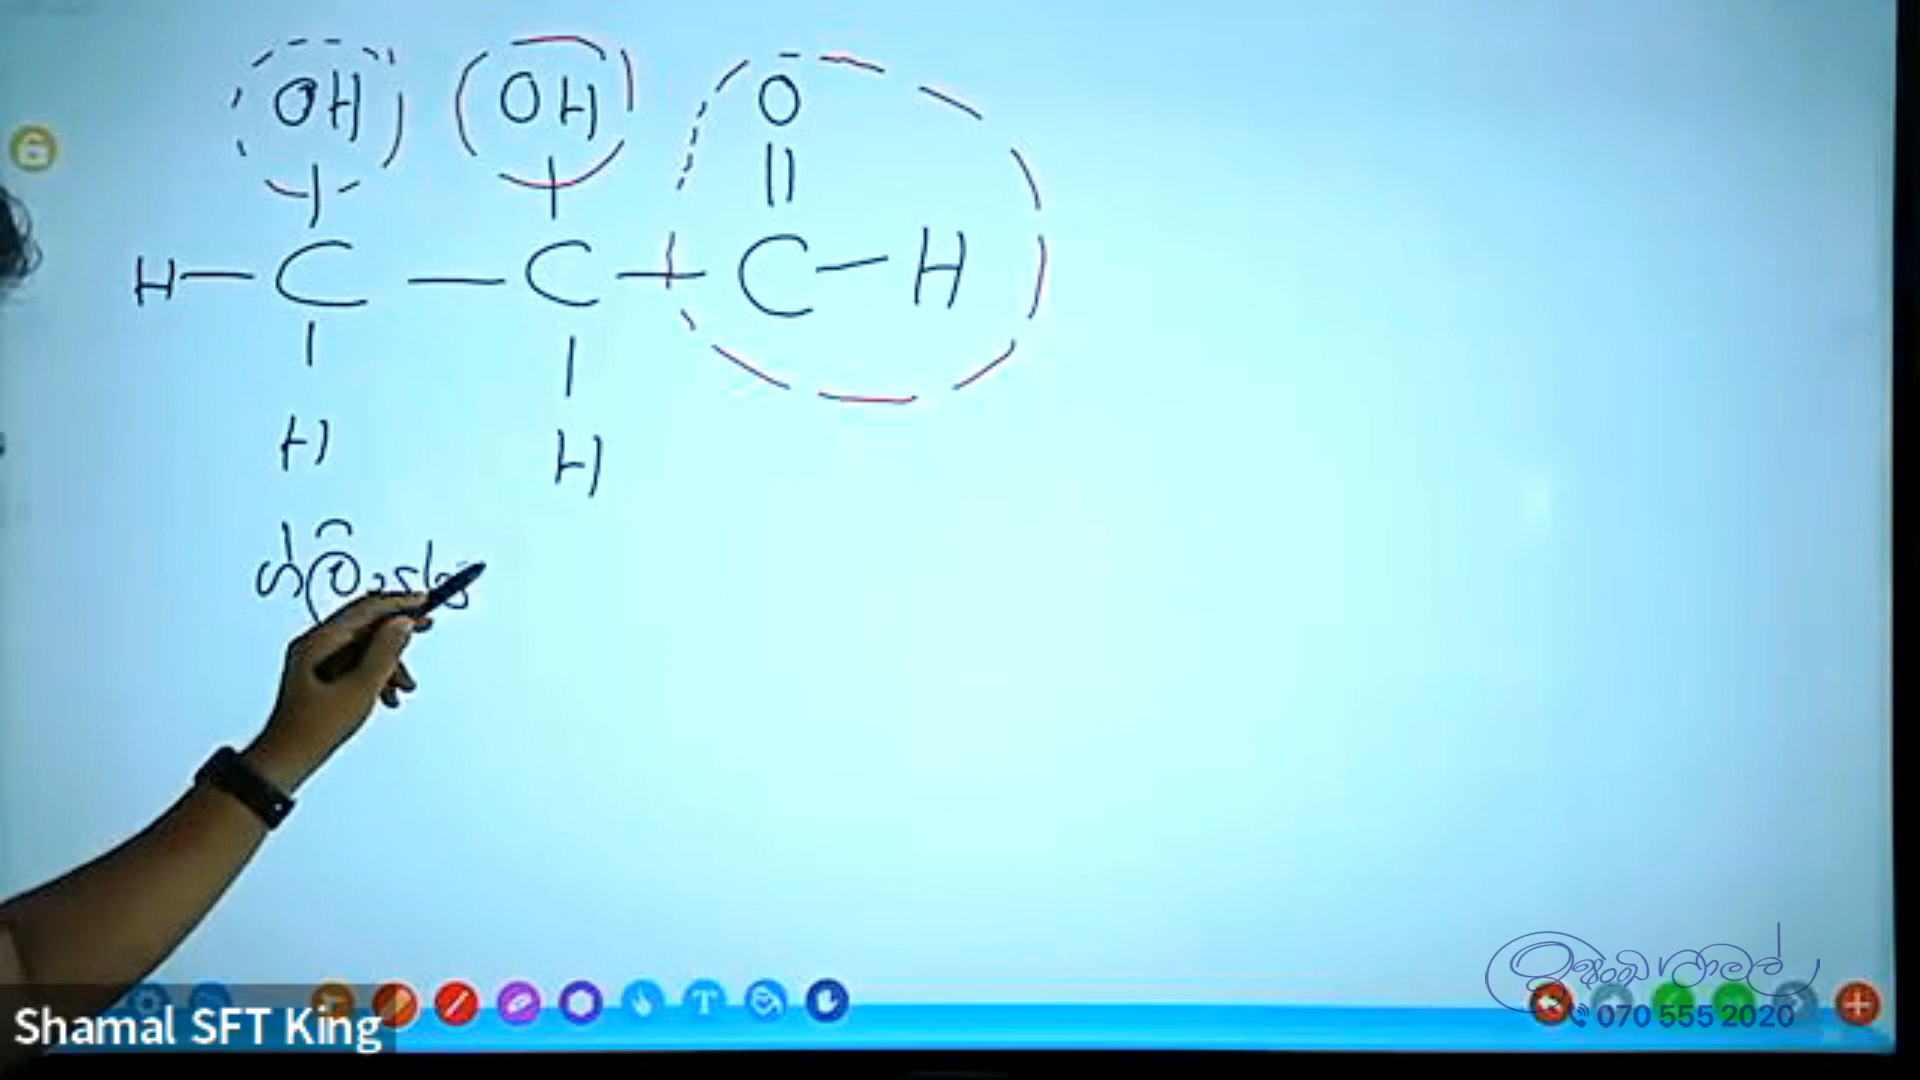 OH OH O
||
H — C — C — C — H
H H
Shamal SFT King
070 555 2020